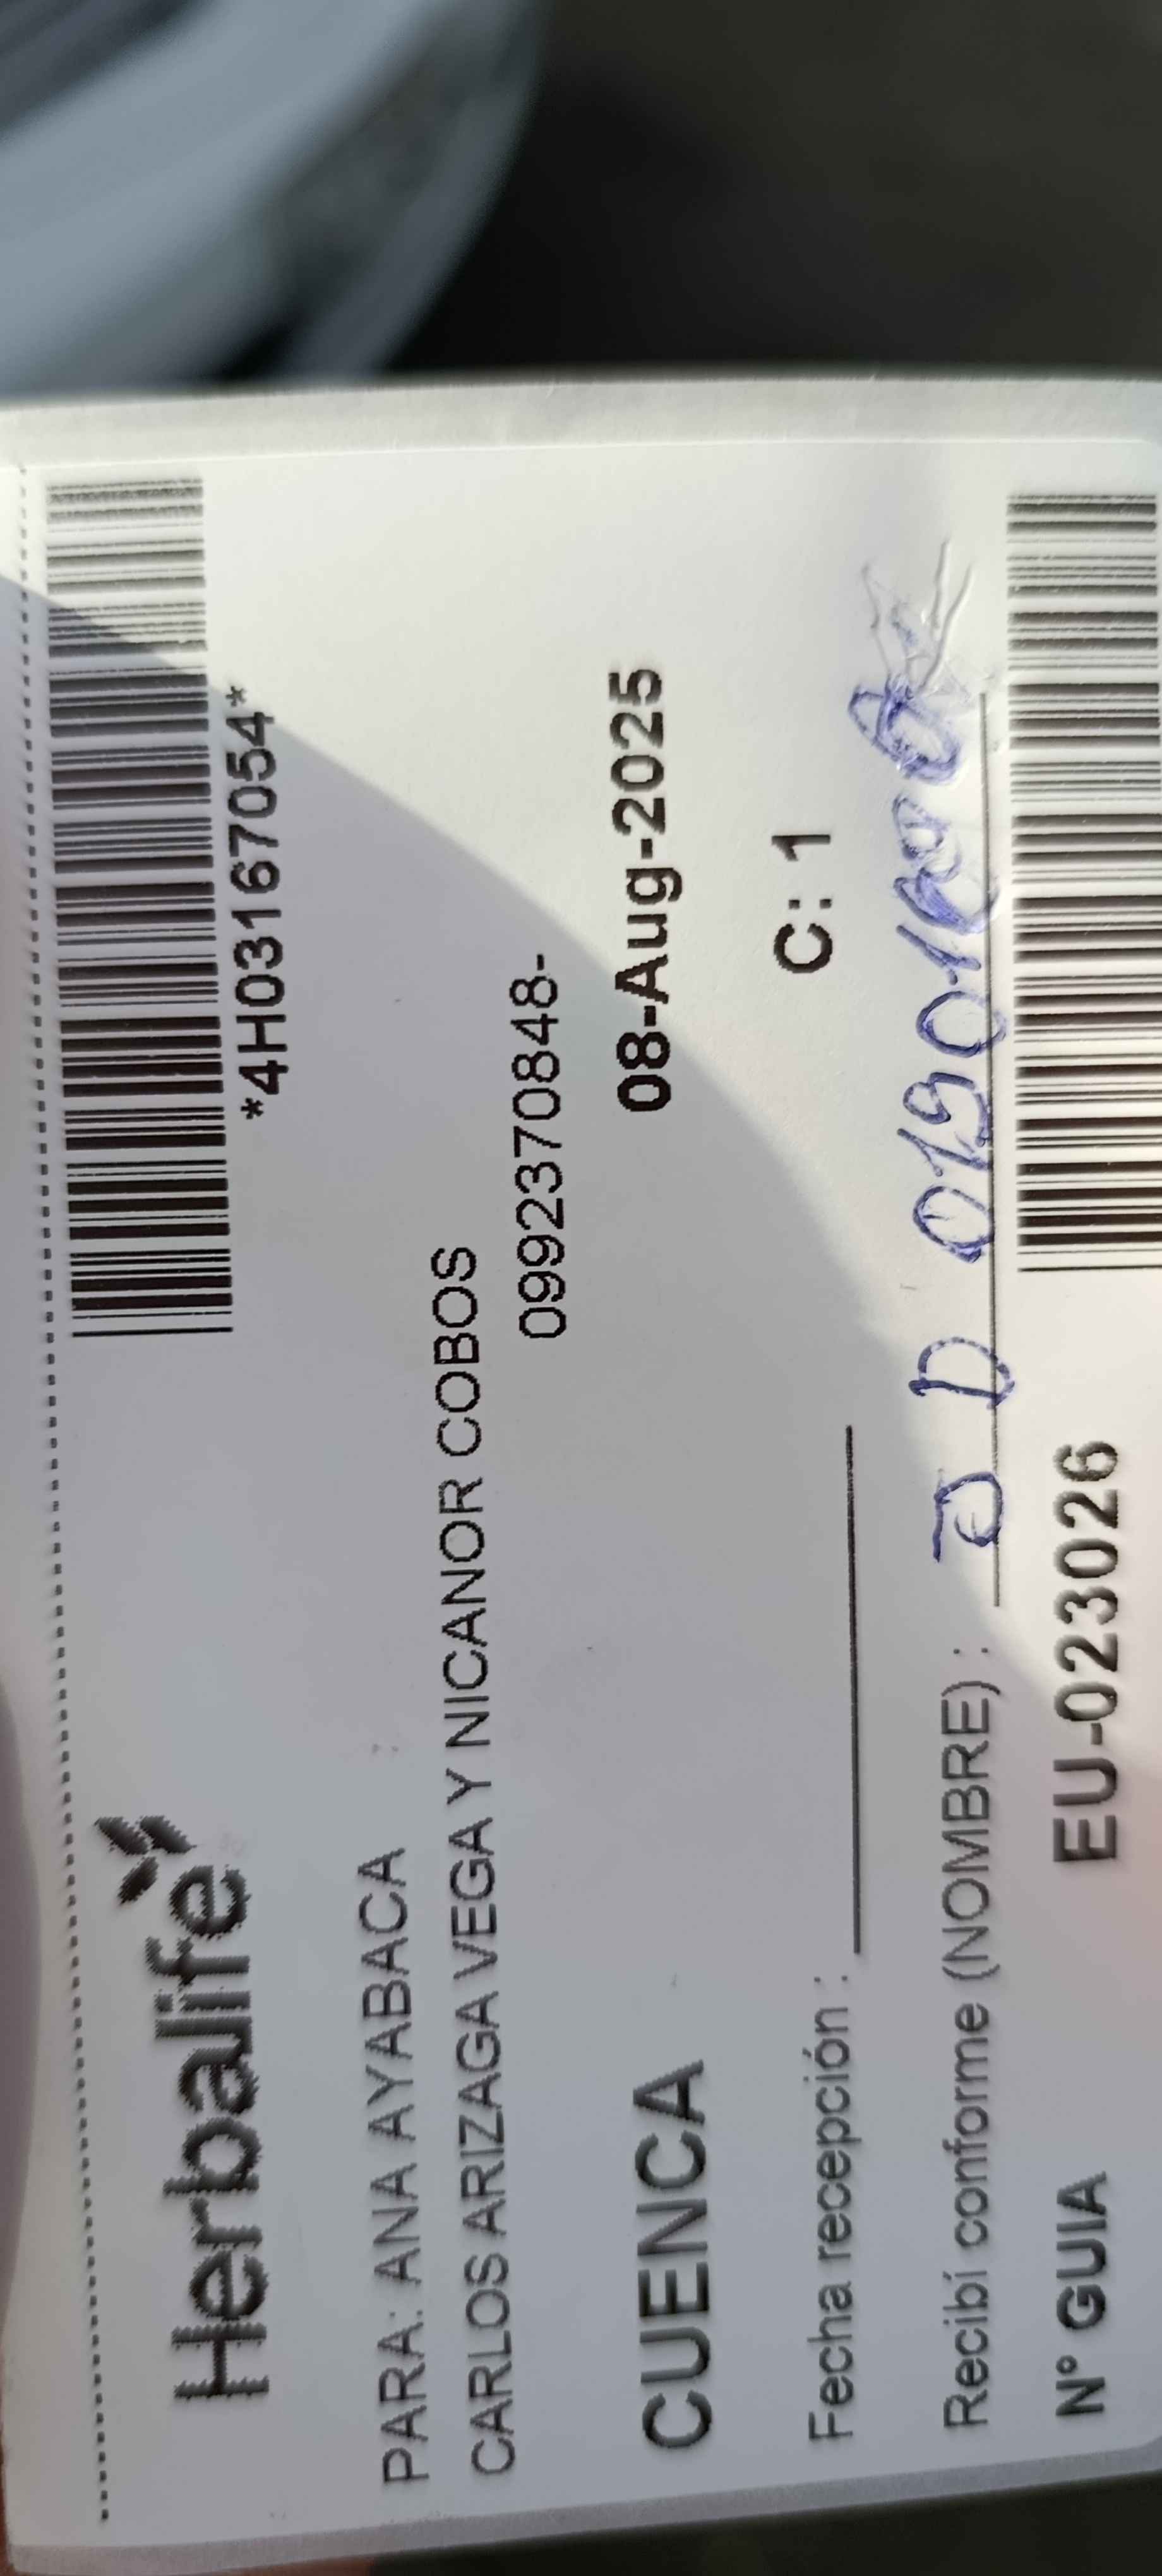 Herbalife
*4H03167054*
PARA: ANA AYABACA
CARLOS ARIZAGA VEGA Y NICANOR COBOS
0992370848-
CUENCA 08-Aug-2025
C: 1
Fecha recepción :
Recibí conforme (NOMBRE) :
Nº GUIA EU-023026